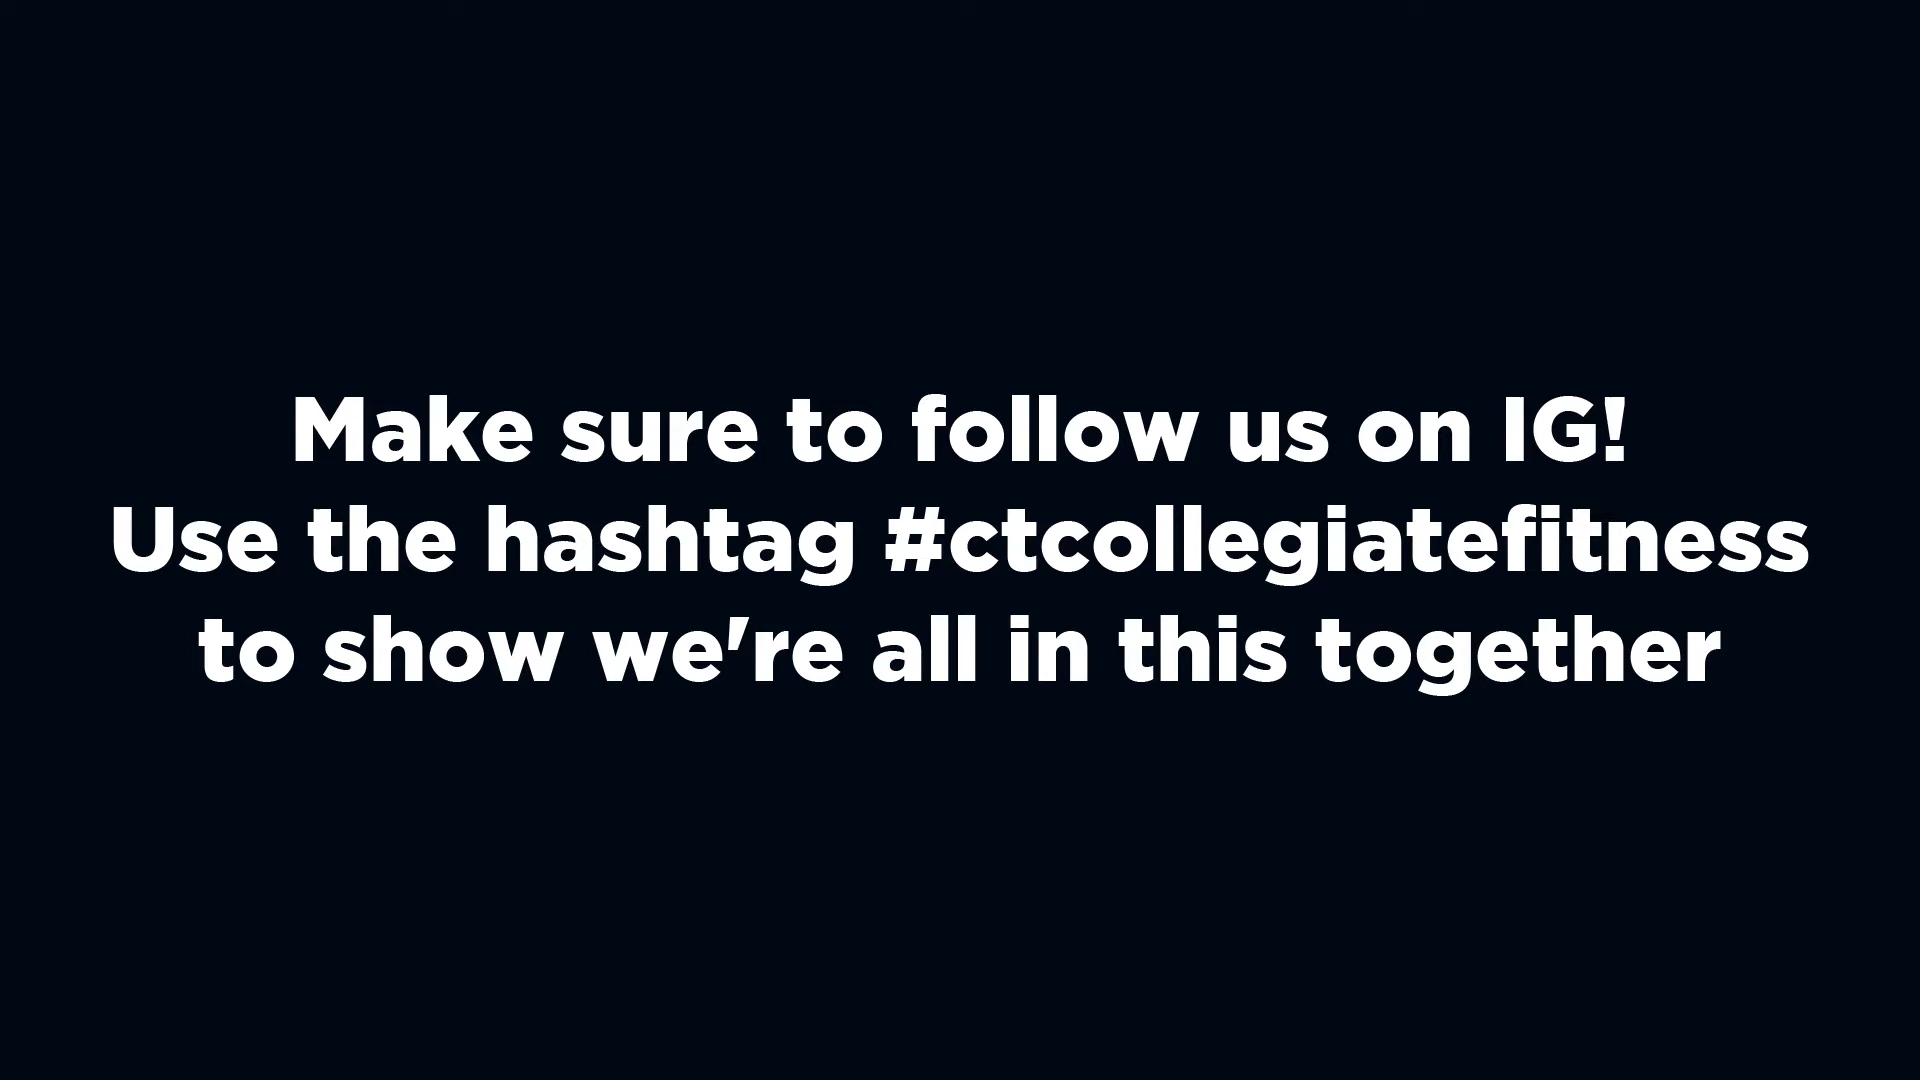 Make sure to follow us on IG!
Use the hashtag #ctcollegiatefitness
to show we're all in this together